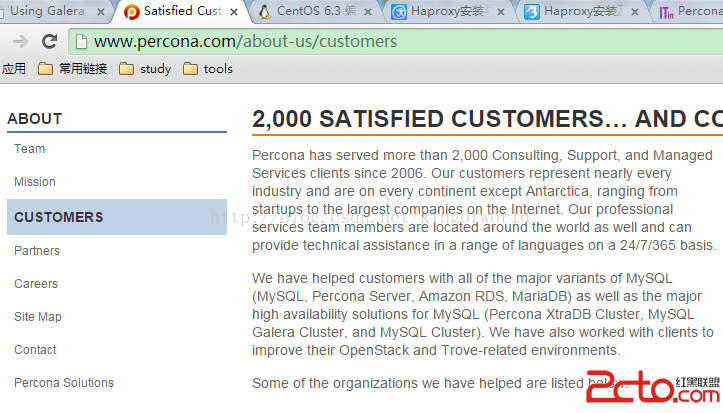 Using Galera
Satisfied Cust
CentOS 6.3 编
Haproxy安装
Haproxy安装及
ITin Percona
www.percona.com/about-us/customers
应用 常用链接 study tools
ABOUT
Team
Mission
CUSTOMERS
Partners
Careers
Site Map
Contact
Percona Solutions
2,000 SATISFIED CUSTOMERS… AND CO
Percona has served more than 2,000 Consulting, Support, and Managed
Services clients since 2006. Our customers represent nearly every
industry and are on every continent except Antarctica, ranging from
startups to the largest companies on the Internet. Our professional
services team members are located around the world as well and can
provide technical assistance in a range of languages on a 24/7/365 basis.
We have helped customers with all of the major variants of MySQL
(MySQL, Percona Server, Amazon RDS, MariaDB) as well as the major
high availability solutions for MySQL (Percona XtraDB Cluster, MySQL
Galera Cluster, and MySQL Cluster). We have also worked with clients to
improve their OpenStack and Trove-related environments.
Some of the organizations we have helped are listed below.
http://blog.csdn.net/kingofworld
2cto.com
红黑联盟